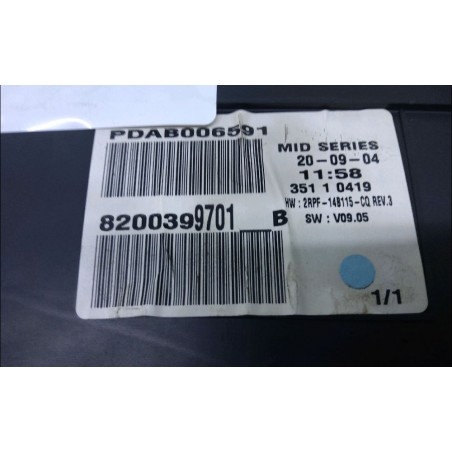 PDAB006591
MID SERIES
20-09-04
11:58
351 1 0419
HW : 2RPF-14B115-CQ REV.3
SW : V09.05
8200399701__B
1/1